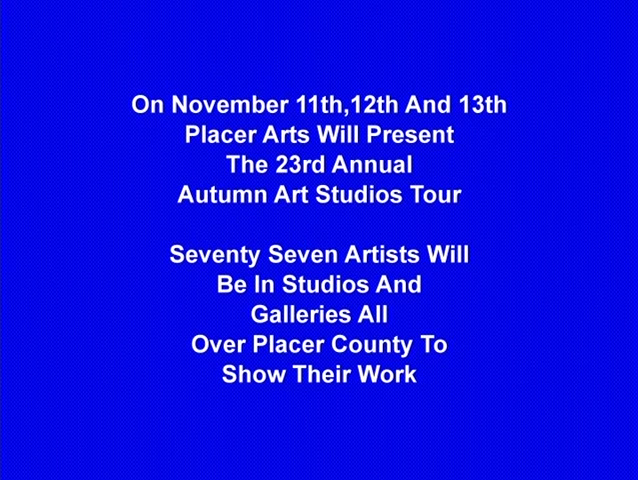 On November 11th,12th And 13th
Placer Arts Will Present
The 23rd Annual
Autumn Art Studios Tour
Seventy Seven Artists Will
Be In Studios And
Galleries All
Over Placer County To
Show Their Work